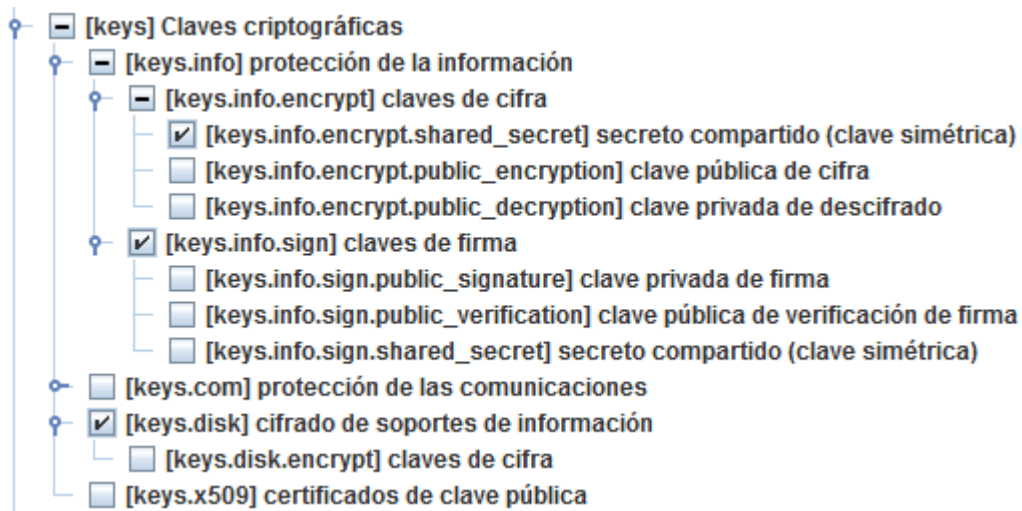 [keys] Claves criptográficas
[keys.info] protección de la información
[keys.info.encrypt] claves de cifra
[keys.info.encrypt.shared_secret] secreto compartido (clave simétrica)
[keys.info.encrypt.public_encryption] clave pública de cifra
[keys.info.encrypt.public_decryption] clave privada de descifrado
[keys.info.sign] claves de firma
[keys.info.sign.public_signature] clave privada de firma
[keys.info.sign.public_verification] clave pública de verificación de firma
[keys.info.sign.shared_secret] secreto compartido (clave simétrica)
[keys.com] protección de las comunicaciones
[keys.disk] cifrado de soportes de información
[keys.disk.encrypt] claves de cifra
[keys.x509] certificados de clave pública